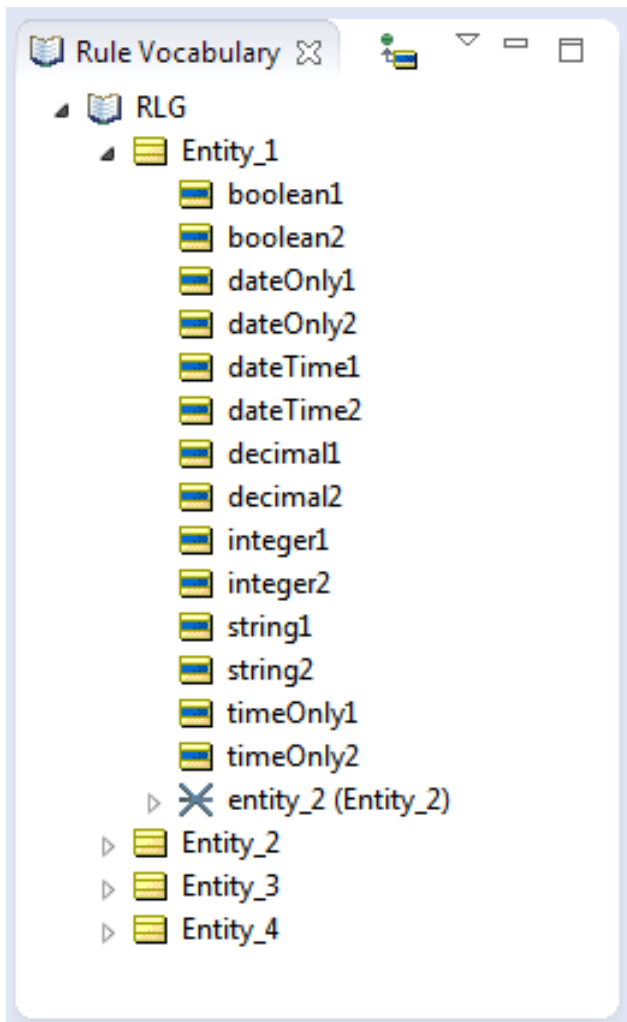 Rule Vocabulary
RLG
Entity_1
boolean1
boolean2
dateOnly1
dateOnly2
dateTime1
dateTime2
decimal1
decimal2
integer1
integer2
string1
string2
timeOnly1
timeOnly2
entity_2 (Entity_2)
Entity_2
Entity_3
Entity_4